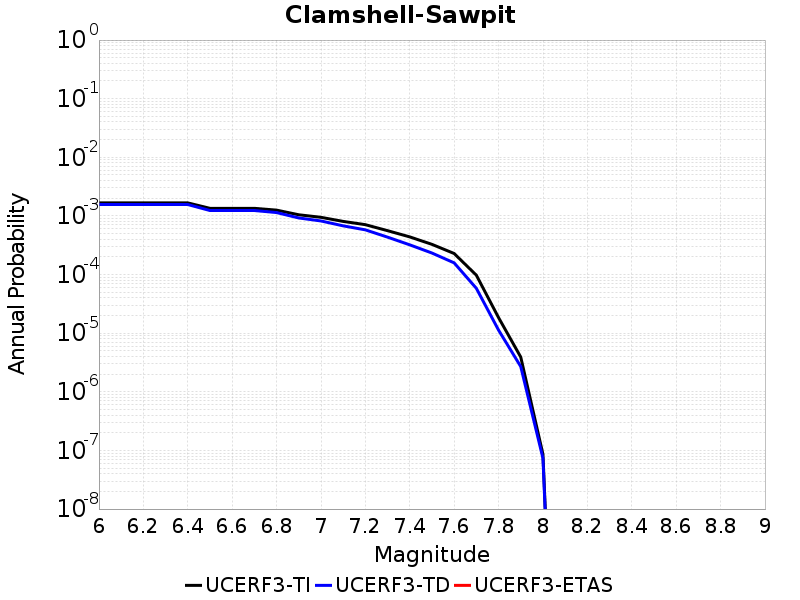 Clamshell-Sawpit
Annual Probability
10^0
10^-1
10^-2
10^-3
10^-4
10^-5
10^-6
10^-7
10^-8
6 6.2 6.4 6.6 6.8 7 7.2 7.4 7.6 7.8 8 8.2 8.4 8.6 8.8 9
Magnitude
UCERF3-TI UCERF3-TD UCERF3-ETAS